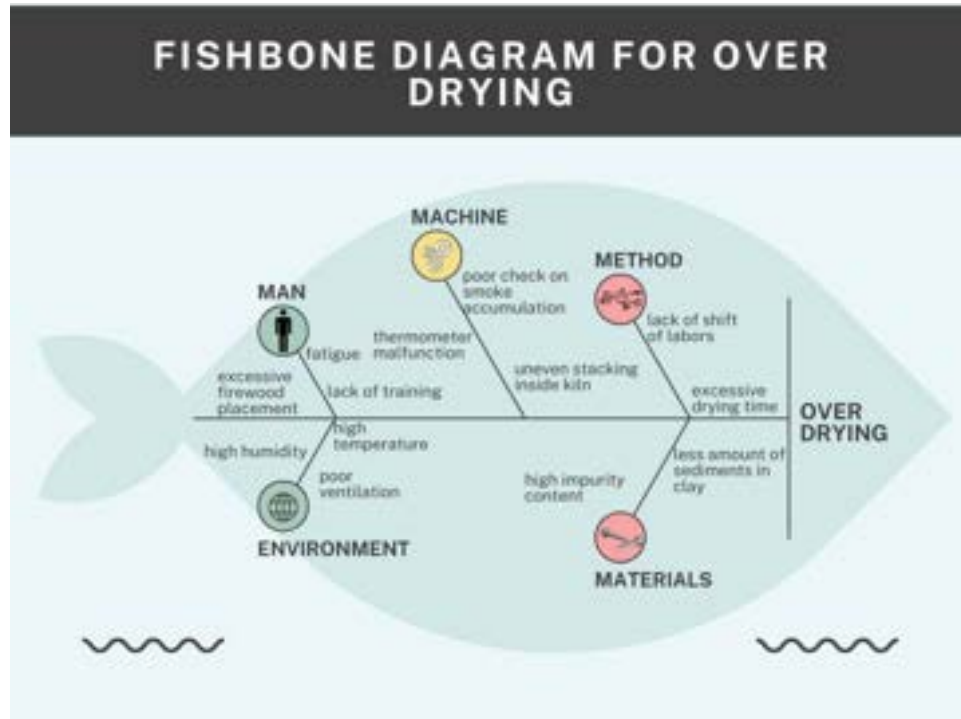 FISHBONE DIAGRAM FOR OVER
DRYING
MACHINE
poor check on
smoke
accumulation
thermometer
malfunction
uneven stacking
inside kiln
METHOD
lack of shift
of labors
excessive
drying time
MAN
fatigue
lack of training
excessive
firewood
placement
OVER
DRYING
high humidity
high
temperature
poor
ventilation
ENVIRONMENT
less amount of
sediments in
clay
high impurity
content
MATERIALS